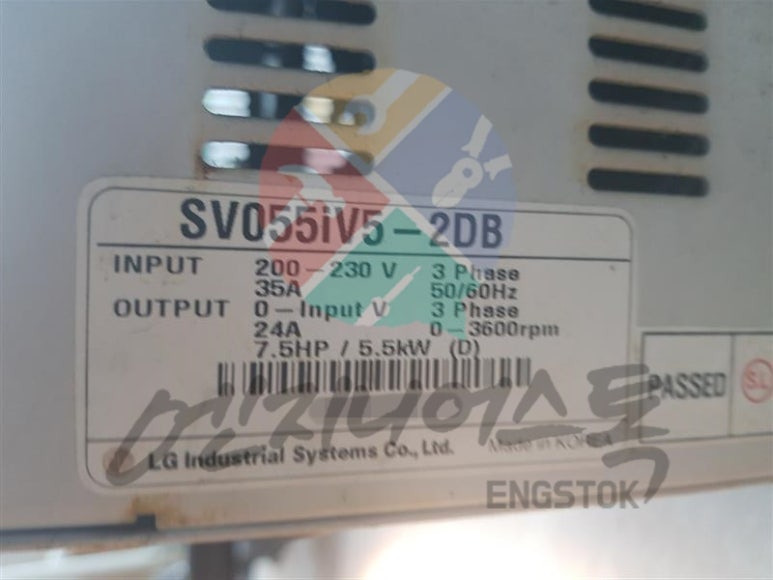 SV055iV5-2DB
INPUT 200-230 V 3 Phase
35A 50/60Hz
OUTPUT 0-Input V 3 Phase
24A 0-3600rpm
7.5HP / 5.5kW (D)
PASSED
S.L
엔지니어스톡
LG Industrial Systems Co., Ltd. Made in KOREA
ENGSTOK